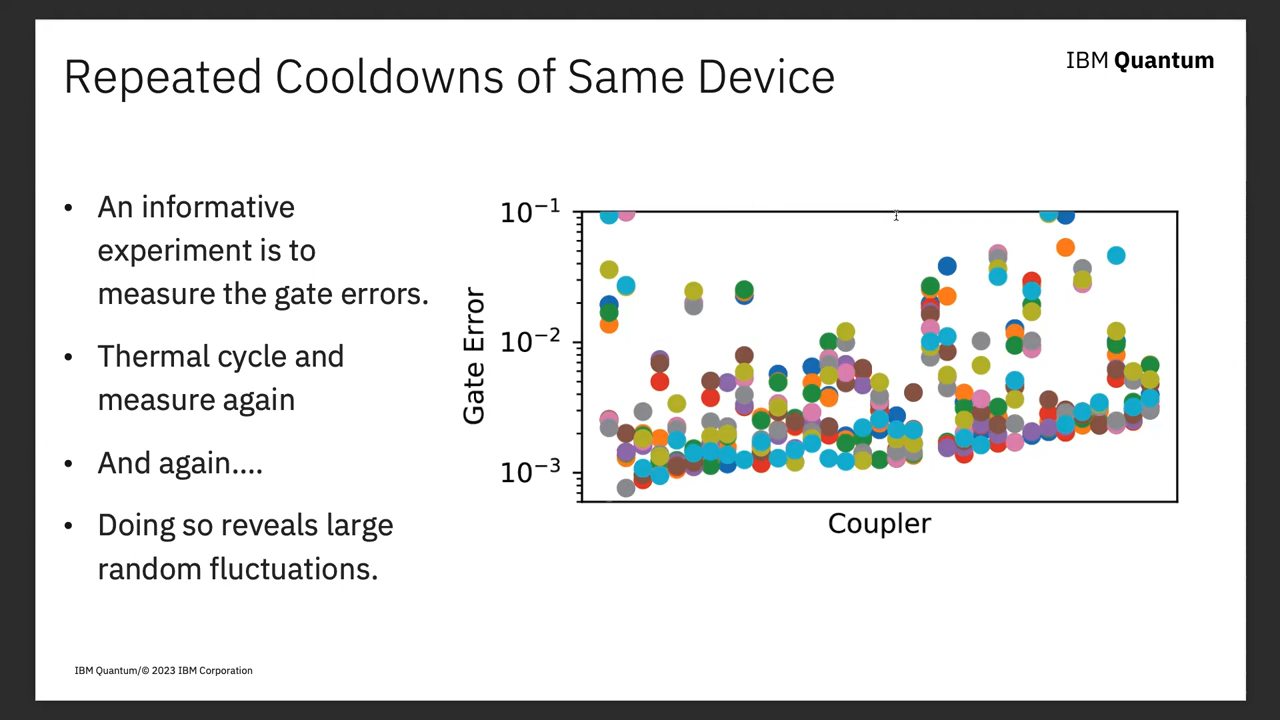 Repeated Cooldowns of Same Device
IBM Quantum
• An informative
experiment is to
measure the gate errors.
• Thermal cycle and
measure again
• And again....
• Doing so reveals large
random fluctuations.
Gate Error
10⁻¹
10⁻²
10⁻³
Coupler
IBM Quantum/© 2023 IBM Corporation